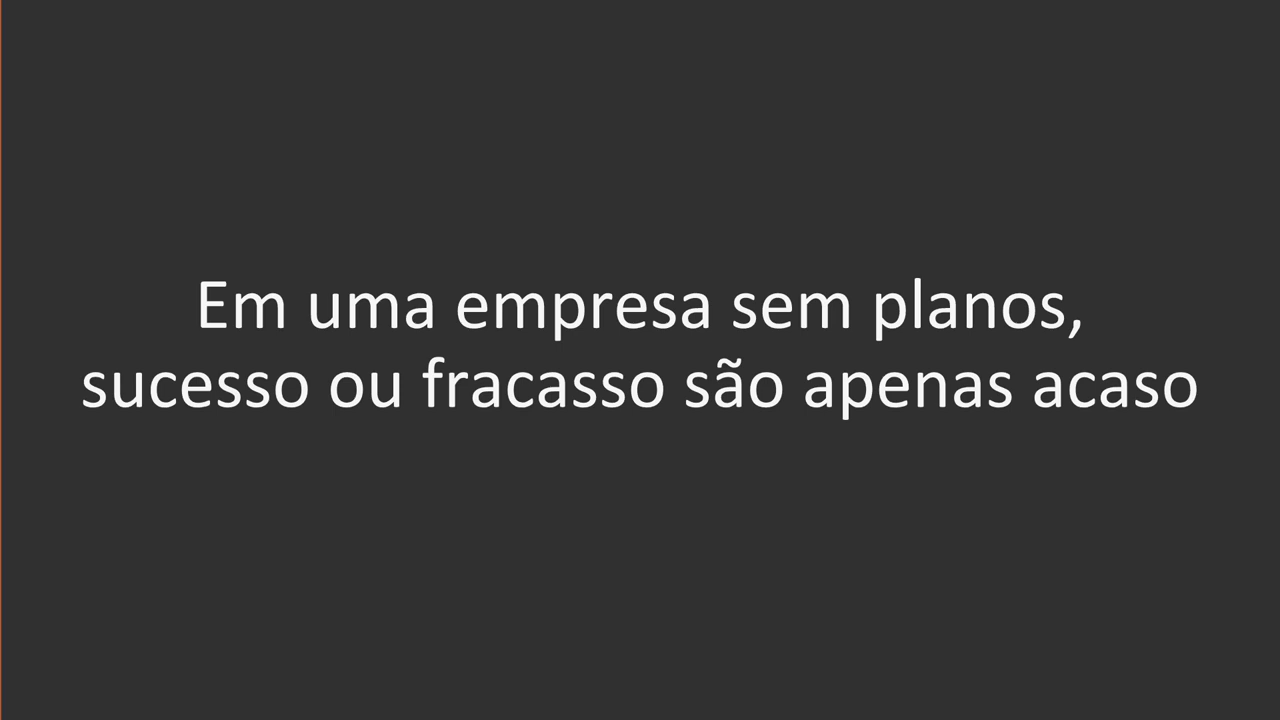 Em uma empresa sem planos,
sucesso ou fracasso são apenas acaso